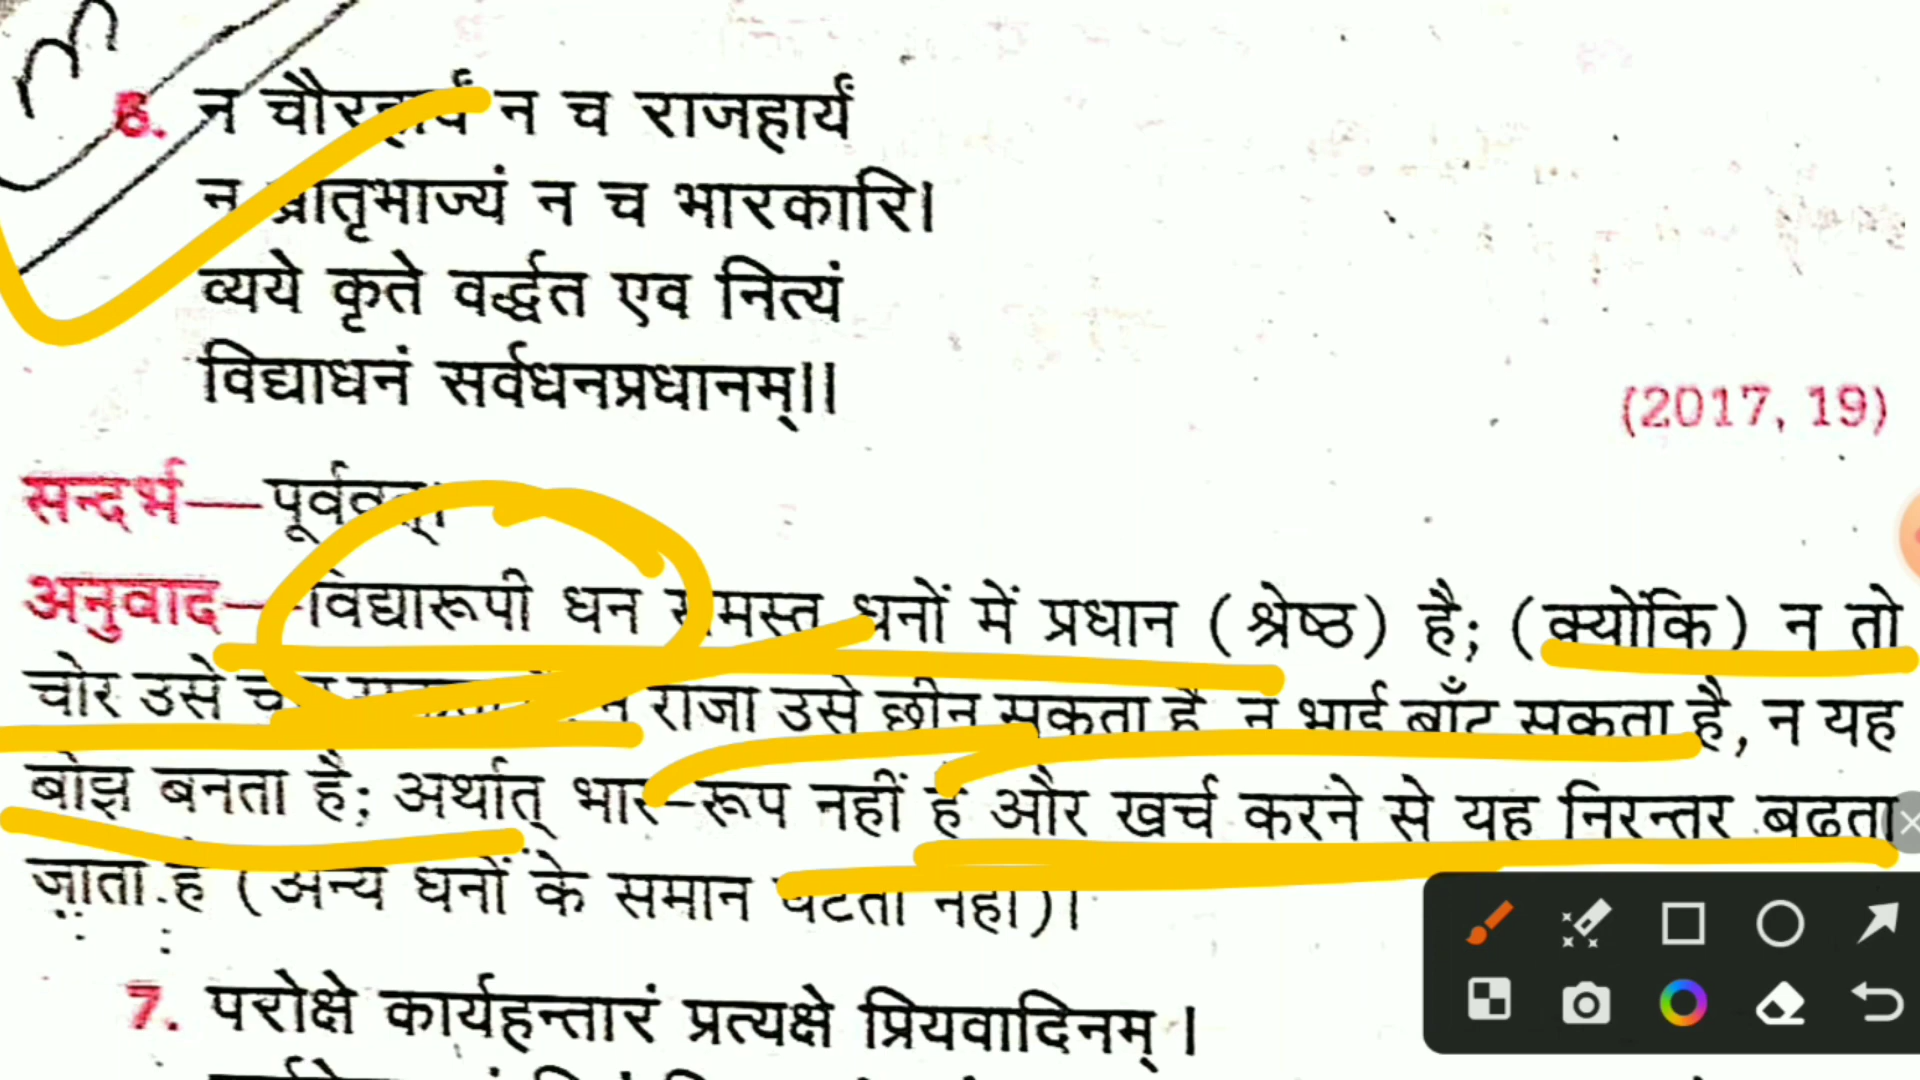 6. न चौरहार्यं न च राजहार्यं
न भ्रातृभाज्यं न च भारकारि।
व्यये कृते वर्द्धत एव नित्यं
विद्याधनं सर्वधनप्रधानम्।।
(2017, 19)
सन्दर्भ—पूर्ववत्।
अनुवाद—विद्यारूपी धन समस्त धनों में प्रधान (श्रेष्ठ) है; (क्योंकि) न तो
चोर उसे न राजा उसे छीन सकता है, न भाई बाँट सकता है, न यह
बोझ बनता है; अर्थात् भार-रूप नहीं है और खर्च करने से यह निरन्तर बढता
जाता है (अन्य धनों के समान घटता नहीं)।
7. परोक्षे कार्यहन्तारं प्रत्यक्षे प्रियवादिनम् ।